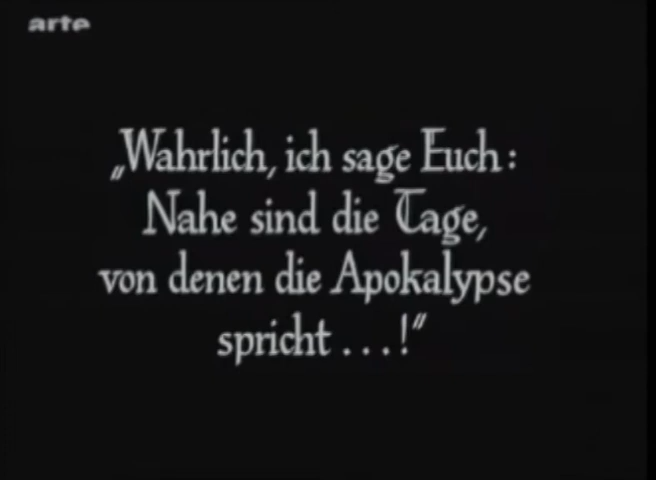 arte
„Wahrlich, ich sage Euch:
Nahe sind die Tage,
von denen die Apokalypse
spricht ...!"